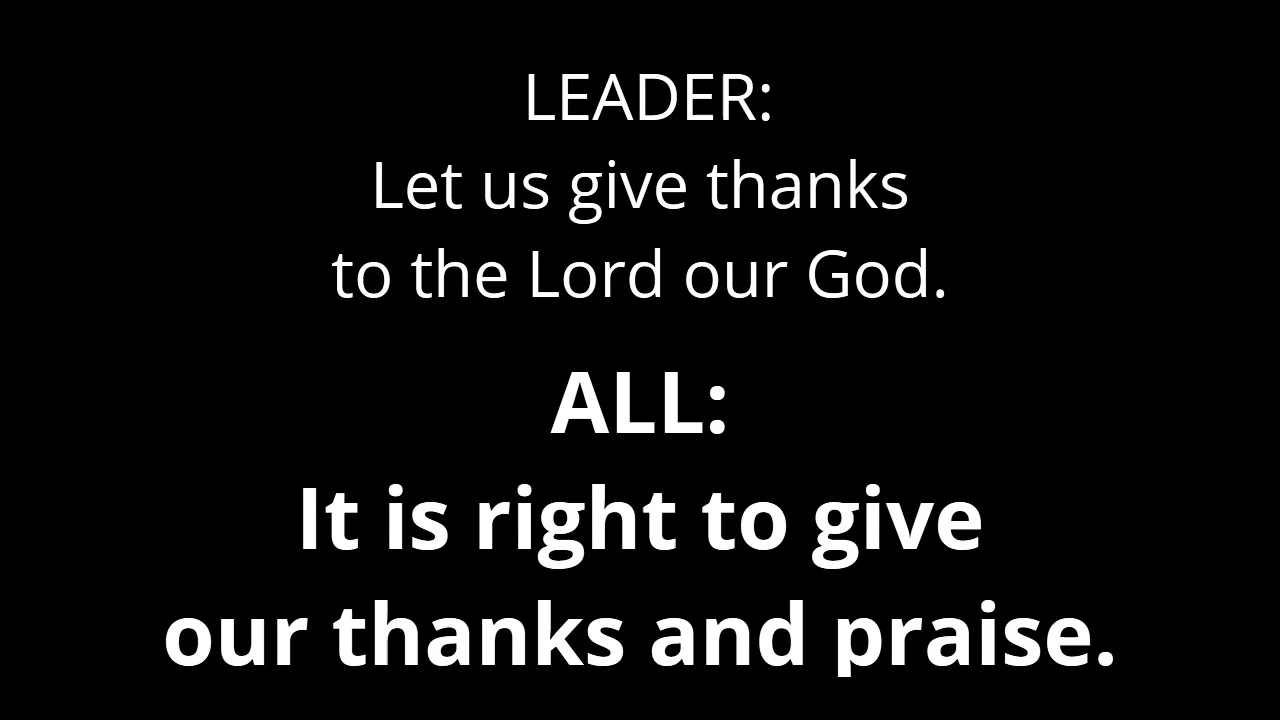 LEADER:
Let us give thanks
to the Lord our God.
ALL:
It is right to give
our thanks and praise.